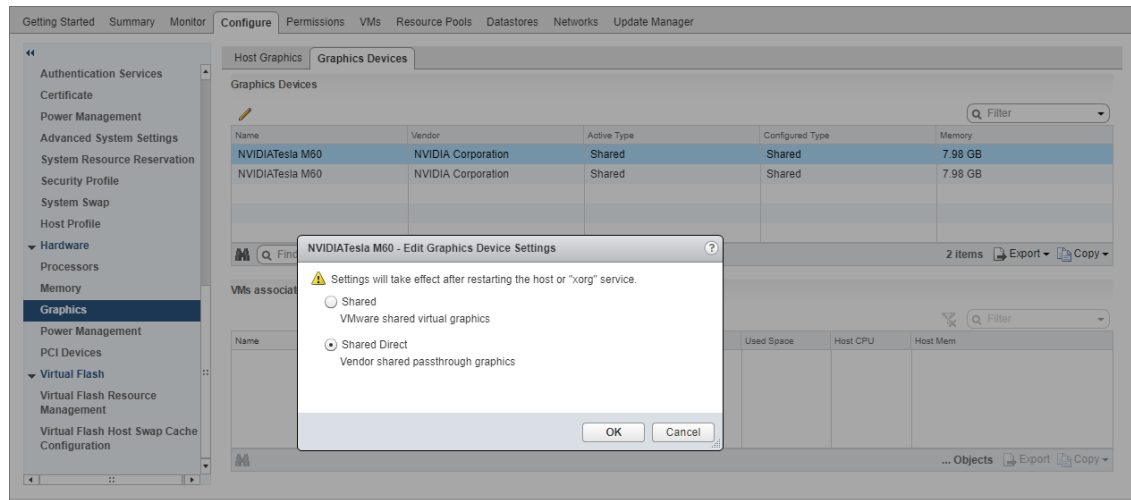 Getting Started Summary Monitor Configure Permissions VMs Resource Pools Datastores Networks Update Manager
Authentication Services
Certificate
Power Management
Advanced System Settings
System Resource Reservation
Security Profile
System Swap
Host Profile
Hardware
Processors
Memory
Graphics
Power Management
PCI Devices
Virtual Flash
Virtual Flash Resource
Management
Virtual Flash Host Swap Cache
Configuration
Host Graphics Graphics Devices
Graphics Devices
Filter
Name Vendor Active Type Configured Type Memory
NVIDIATesla M60 NVIDIA Corporation Shared Shared 7.98 GB
NVIDIATesla M60 NVIDIA Corporation Shared Shared 7.98 GB
Find
2 items Export Copy
VMs associat
Filter
Name Used Space Host CPU Host Mem
... Objects Export Copy
NVIDIATesla M60 - Edit Graphics Device Settings ?
Settings will take effect after restarting the host or "xorg" service.
Shared
VMware shared virtual graphics
Shared Direct
Vendor shared passthrough graphics
OK Cancel